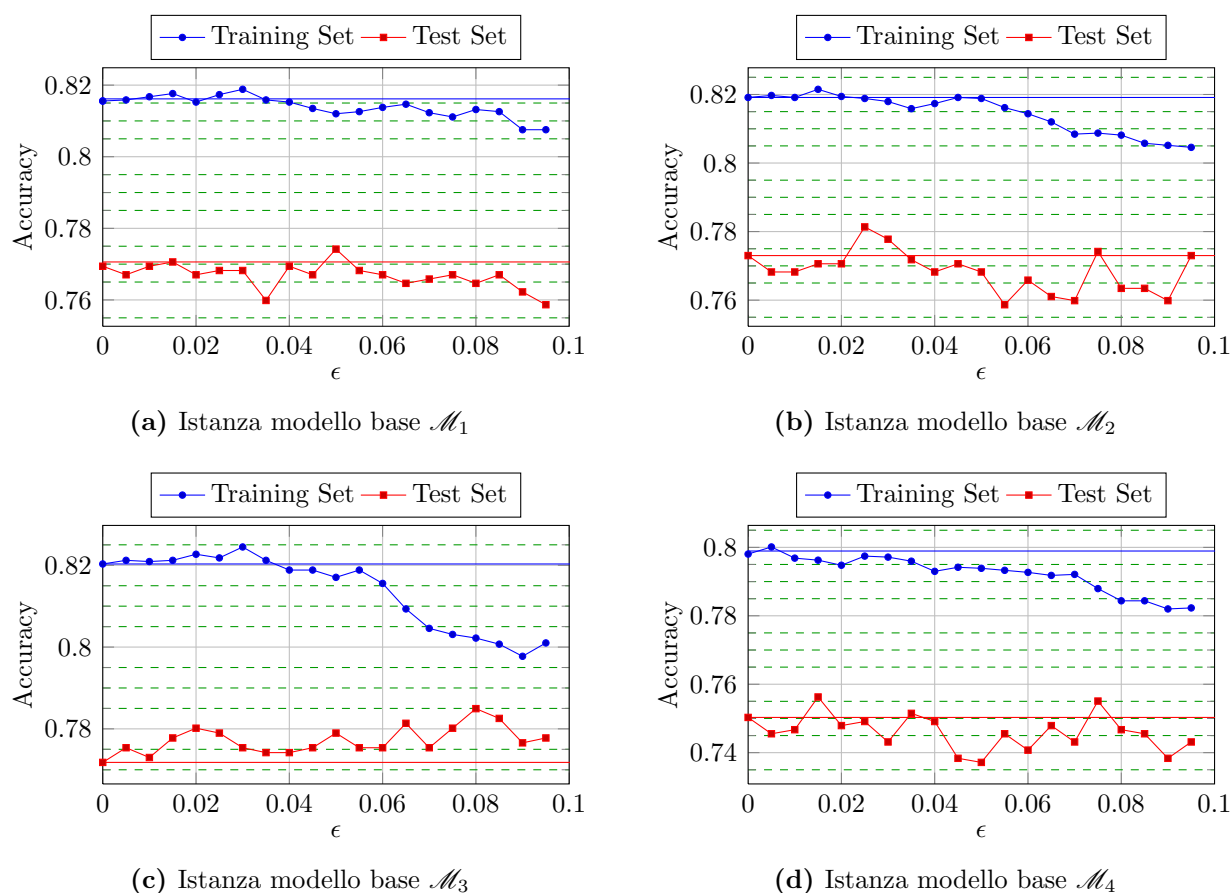 Training Set Test Set
0.82
0.8
0.78
0.76
Accuracy
0 0.02 0.04 0.06 0.08 0.1
ϵ
(a) Istanza modello base ℳ1
Training Set Test Set
0.82
0.8
0.78
0.76
Accuracy
0 0.02 0.04 0.06 0.08 0.1
ϵ
(b) Istanza modello base ℳ2
Training Set Test Set
0.82
0.8
0.78
Accuracy
0 0.02 0.04 0.06 0.08 0.1
ϵ
(c) Istanza modello base ℳ3
Training Set Test Set
0.8
0.78
0.76
0.74
Accuracy
0 0.02 0.04 0.06 0.08 0.1
ϵ
(d) Istanza modello base ℳ4